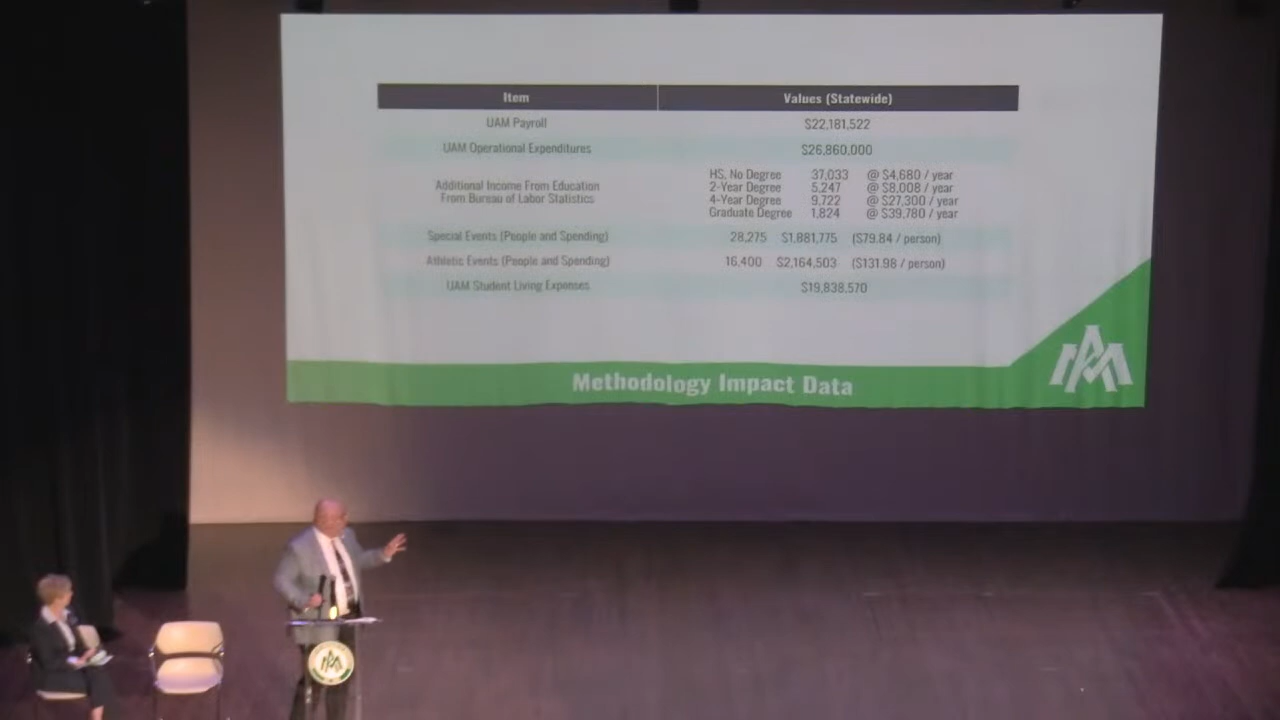 Item Values (Statewide)
UAM Payroll $22,181,522
UAM Operational Expenditures $26,860,000
Additional Income From Education
From Bureau of Labor Statistics
HS, No Degree 37,033 @ $4,680 / year
2-Year Degree 5,247 @ $8,008 / year
4-Year Degree 9,722 @ $27,300 / year
Graduate Degree 1,824 @ $39,780 / year
Special Events (People and Spending) 28,275 $1,881,775 ($79.84 / person)
Athletic Events (People and Spending) 16,400 $2,164,503 ($131.98 / person)
UAM Student Living Expenses $19,838,570
Methodology Impact Data